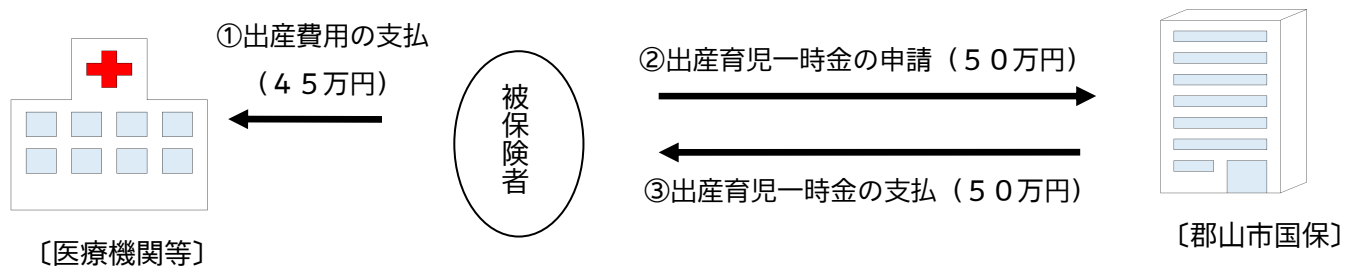 ①出産費用の支払
（４５万円）
被保険者
②出産育児一時金の申請（５０万円）
③出産育児一時金の支払（５０万円）
〔医療機関等〕
〔郡山市国保〕